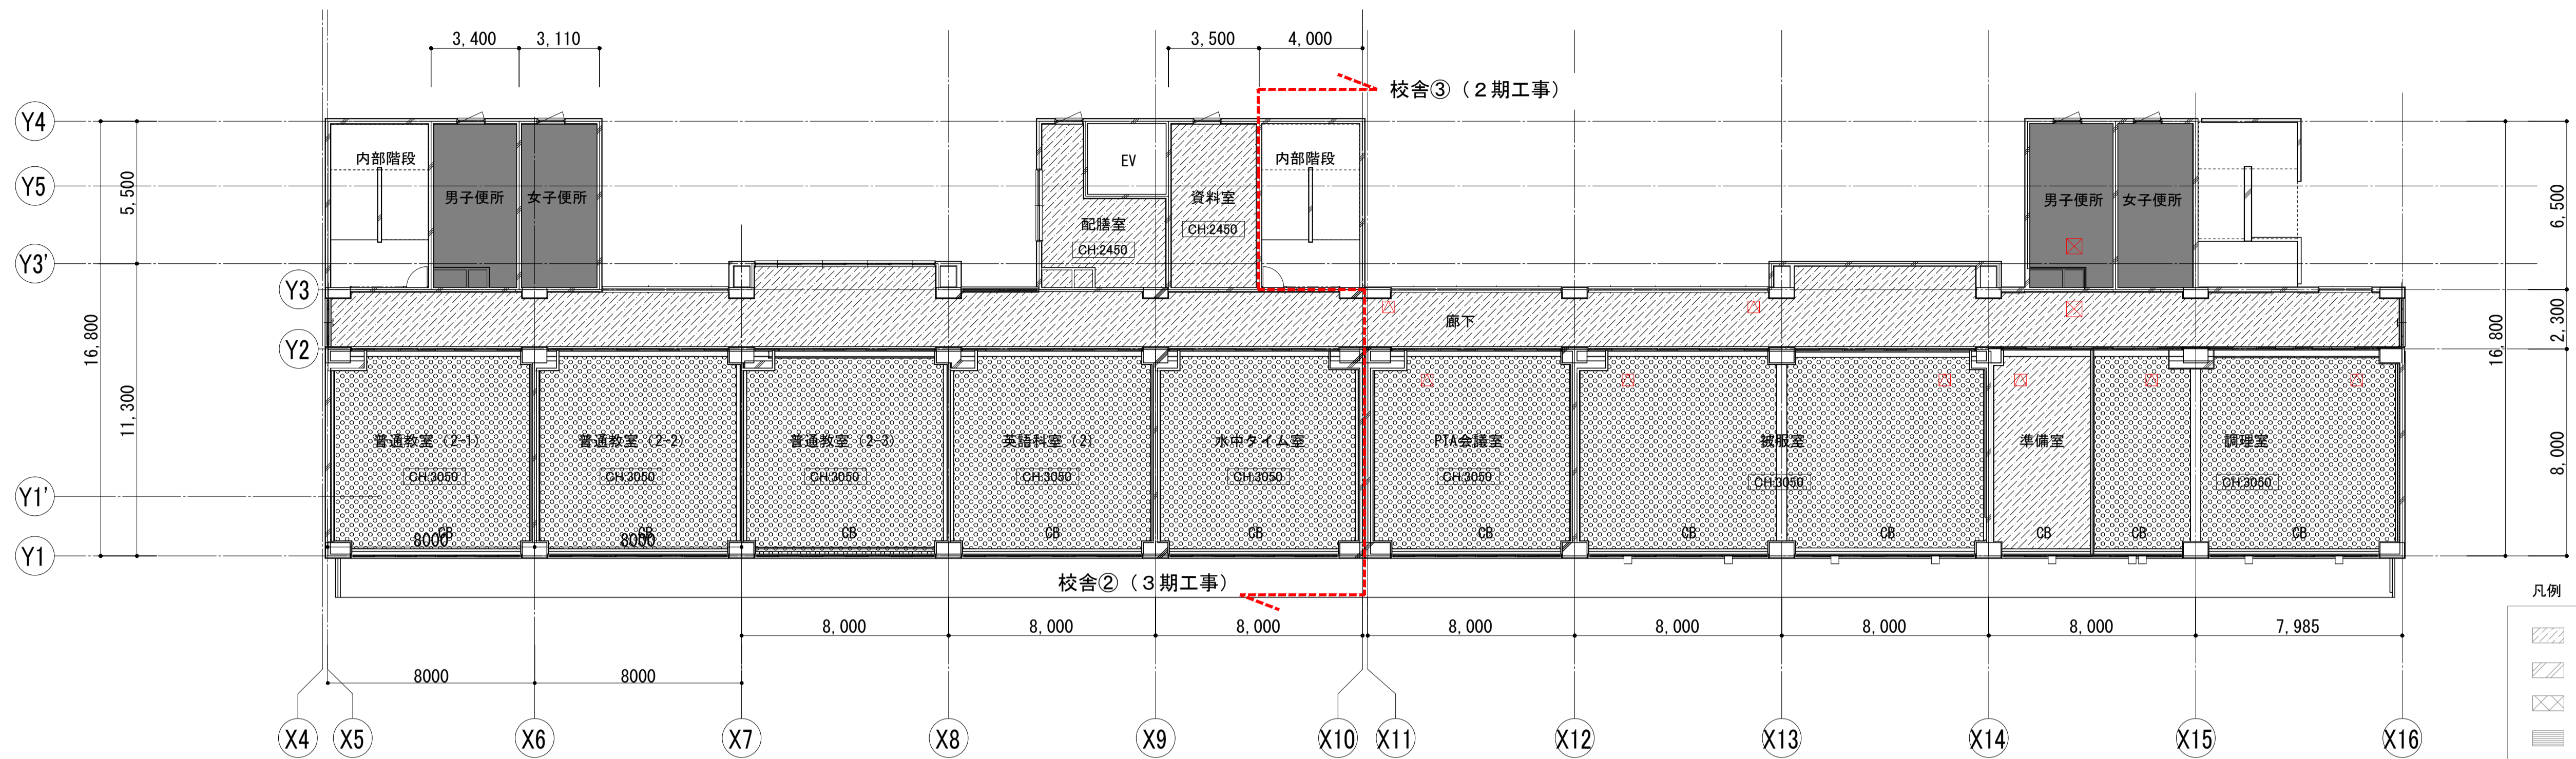 3,400
3,110
3,500
4,000
校舎③（２期工事）
Y4
Y5
Y3'
Y3
Y2
Y1'
Y1
16,800
5,500
11,300
内部階段
男子便所
女子便所
配膳室
CH:2450
EV
資料室
CH:2450
内部階段
男子便所
女子便所
廊下
6,500
2,300
8,000
16,800
普通教室（2-1）
CH:3050
CB
8000
普通教室（2-2）
CH:3050
CB
8000
普通教室（2-3）
CH:3050
CB
英語科室（2）
CH:3050
CB
水中タイム室
CH:3050
CB
PTA会議室
CH:3050
CB
被服室
CH:3050
CB
CB
準備室
CB
調理室
CH:3050
CB
CB
校舎②（３期工事）
凡例
8,000
8,000
8,000
8,000
8,000
8,000
8,000
7,985
8000
8000
X4
X5
X6
X7
X8
X9
X10
X11
X12
X13
X14
X15
X16